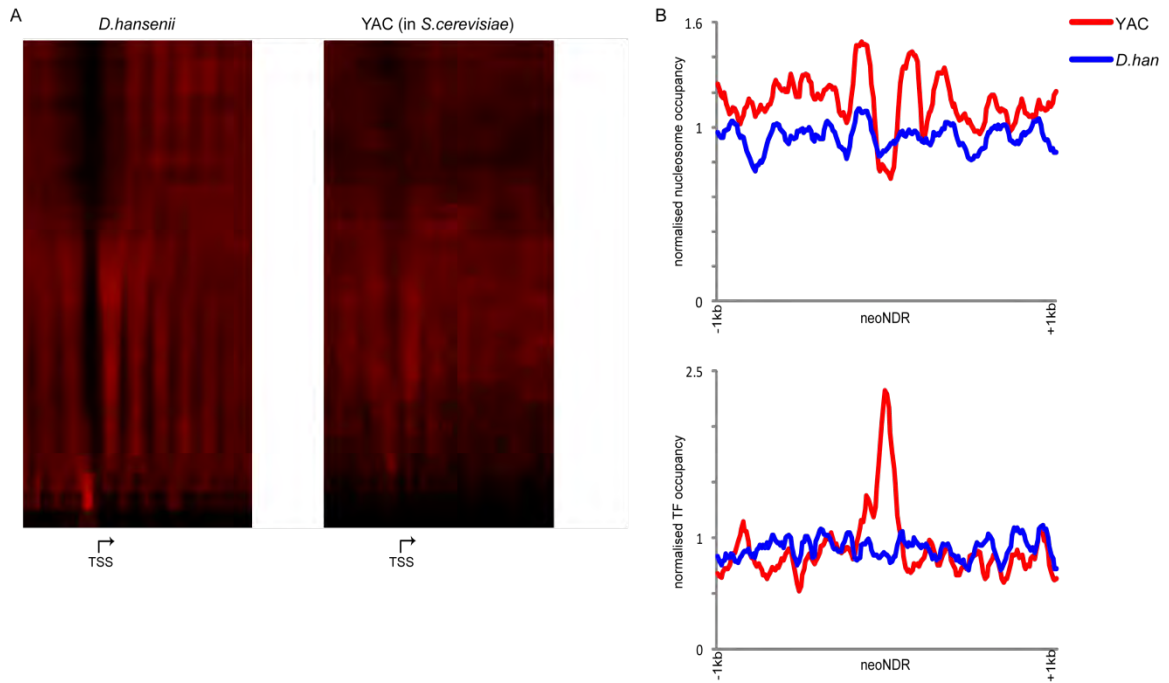 A
D.hansenii
YAC (in S.cerevisiae)
TSS
TSS
B
YAC
D.han
normalised nucleosome occupancy
1.6
1
0
-1kb
neoNDR
+1kb
normalised TF occupancy
2.5
1
0
-1kb
neoNDR
+1kb